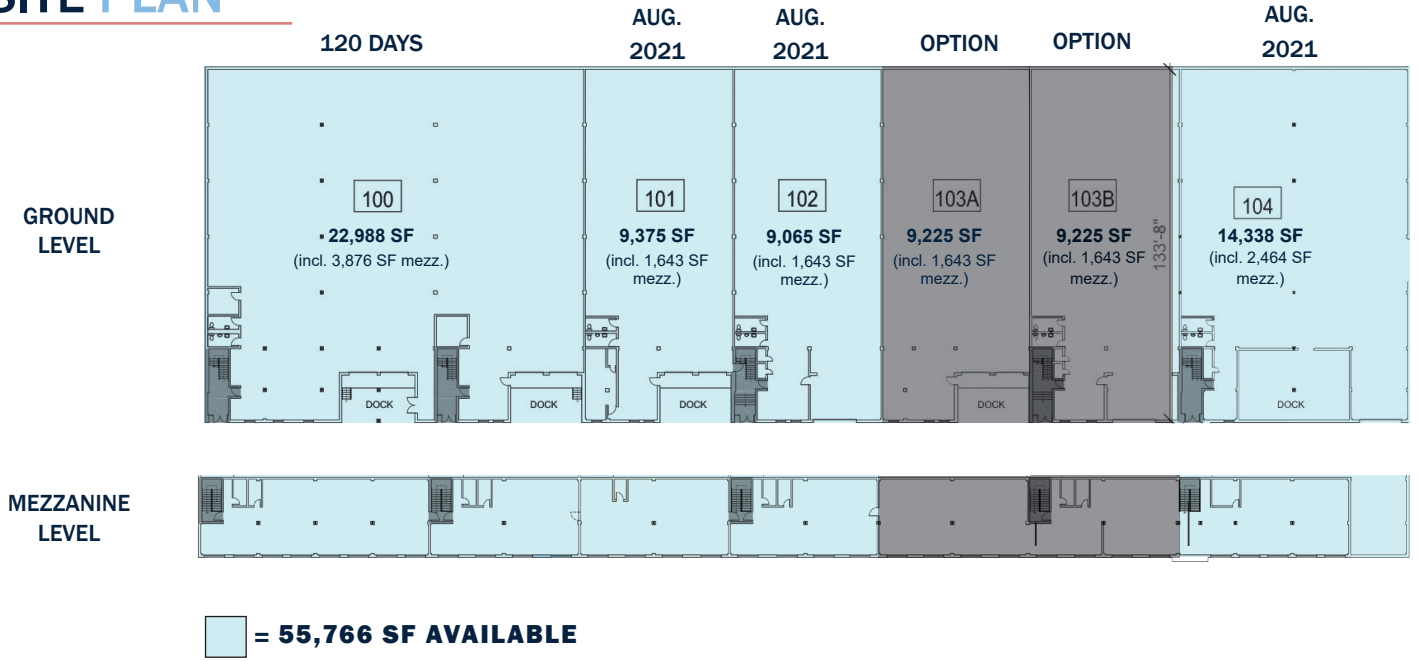 SITE PLAN
120 DAYS
AUG.
2021
AUG.
2021
OPTION
OPTION
AUG.
2021
GROUND
LEVEL
100
22,988 SF
(incl. 3,876 SF mezz.)
101
9,375 SF
(incl. 1,643 SF
mezz.)
102
9,065 SF
(incl. 1,643 SF
mezz.)
103A
9,225 SF
(incl. 1,643 SF
mezz.)
103B
9,225 SF
(incl. 1,643 SF
mezz.)
133'-8"
104
14,338 SF
(incl. 2,464 SF
mezz.)
DOCK
DOCK
DOCK
DOCK
DOCK
MEZZANINE
LEVEL
= 55,766 SF AVAILABLE